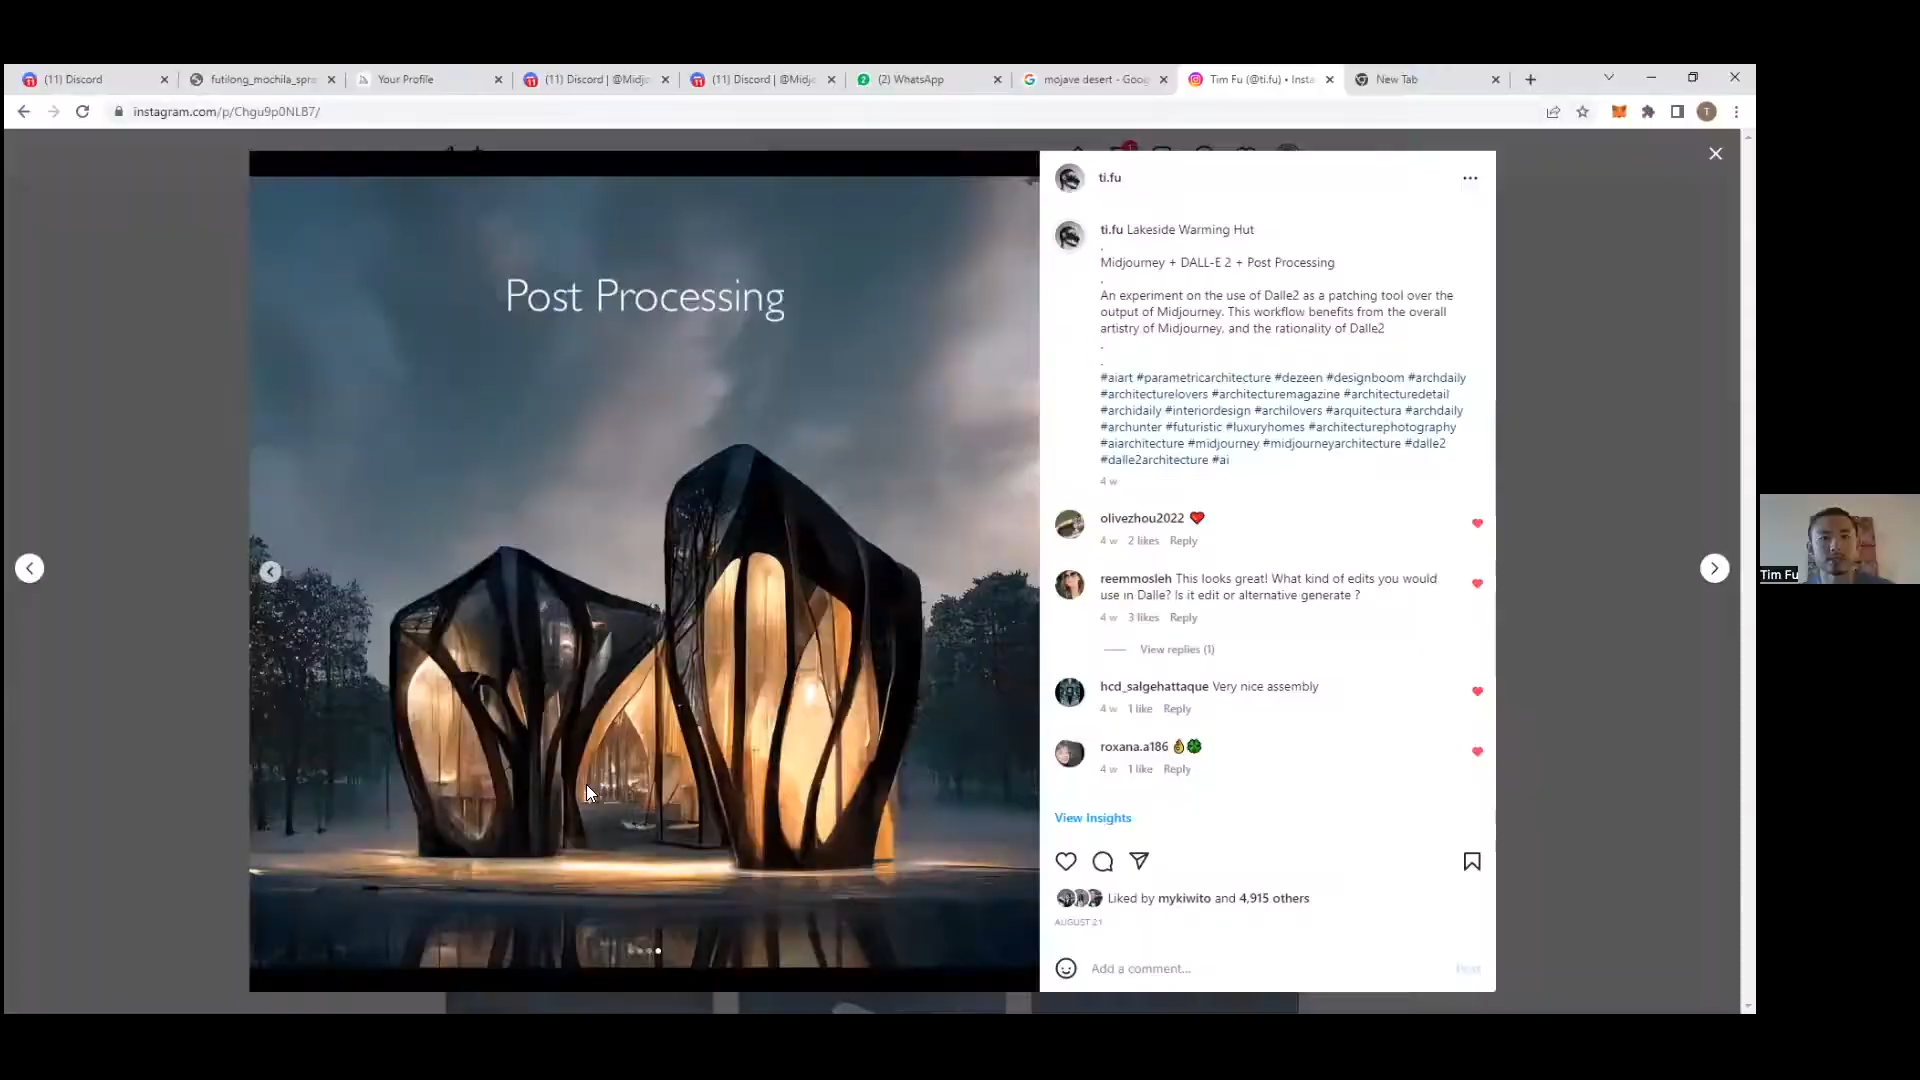 (11) Discord
futilong_mochila_spra
Your Profile
(11) Discord | @Midjo
(11) Discord | @Midjo
(2) WhatsApp
mojave desert - Goog
Tim Fu (@ti.fu) • Insta
New Tab
instagram.com/p/Chgu9p0NLB7/
T
Post Processing
ti.fu
ti.fu Lakeside Warming Hut
.
Midjourney + DALL-E 2 + Post Processing
.
An experiment on the use of Dalle2 as a patching tool over the
output of Midjourney. This workflow benefits from the overall
artistry of Midjourney, and the rationality of Dalle2
.
.
#aiart #parametricarchitecture #dezeen #designboom #archdaily
#architecturelovers #architecturemagazine #architecturedetail
#archidaily #interiordesign #archilovers #arquitectura #archdaily
#archunter #futuristic #luxuryhomes #architecturephotography
#aiarchitecture #midjourney #midjourneyarchitecture #dalle2
#dalle2architecture #ai
4 w
olivezhou2022 ❤️
4 w 2 likes Reply
reemmosleh This looks great! What kind of edits you would
use in Dalle? Is it edit or alternative generate ?
4 w 3 likes Reply
View replies (1)
hcd_salgehattaque Very nice assembly
4 w 1 like Reply
roxana.a186 👌🍀
4 w 1 like Reply
View Insights
Liked by mykiwito and 4,915 others
AUGUST 21
Add a comment...
Post
Tim Fu